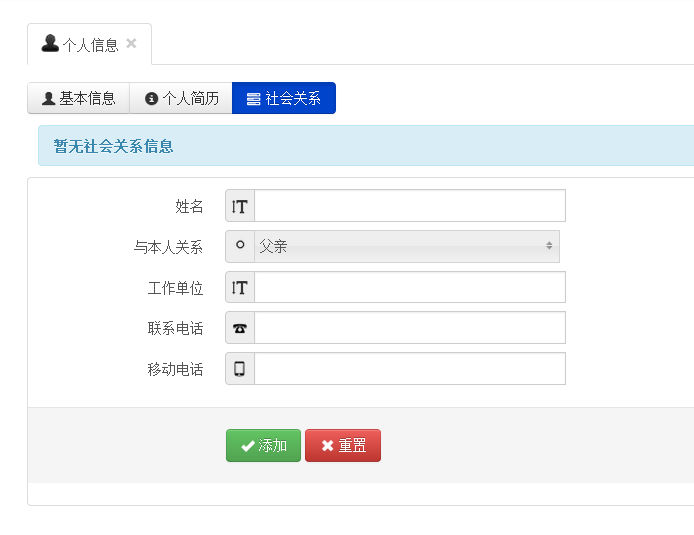 个人信息
基本信息 个人简历 社会关系
暂无社会关系信息
姓名
与本人关系 父亲
工作单位
联系电话
移动电话
添加 重置